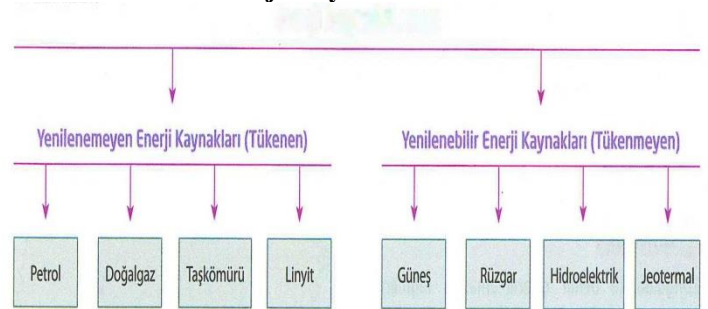 Yenilenemeyen Enerji Kaynakları (Tükenen)
Yenilenebilir Enerji Kaynakları (Tükenmeyen)
Petrol
Doğalgaz
Taşkömürü
Linyit
Güneş
Rüzgar
Hidroelektrik
Jeotermal